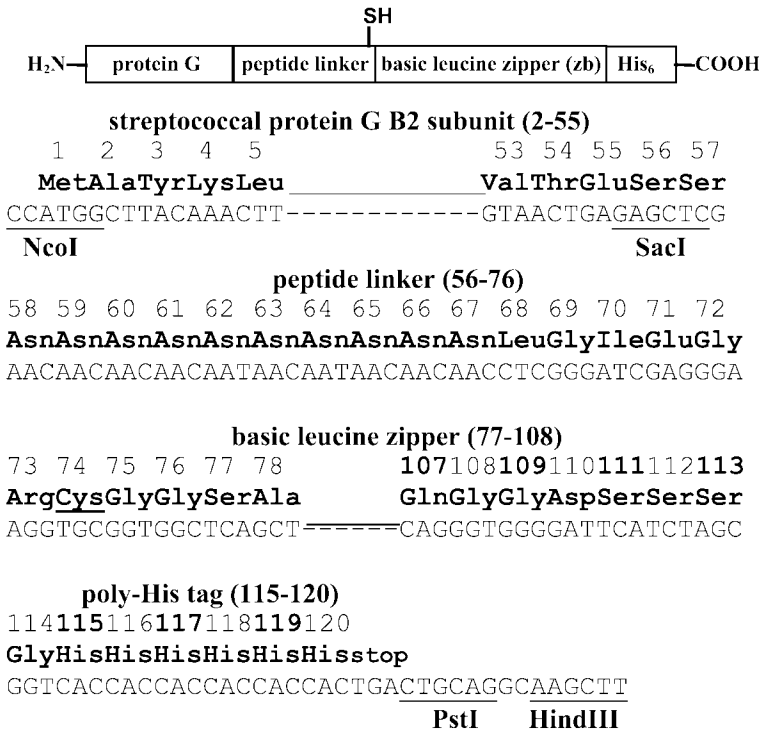 SH
H₂N protein G peptide linker basic leucine zipper (zb) His₆ COOH
streptococcal protein G B2 subunit (2-55)
1 2 3 4 5 53 54 55 56 57
MetAlaTyrLysLeu ValThrGluSerSer
CCATGGCTTACAAACTT------------GTAACTGAGAGCTCG
NcoI SacI
peptide linker (56-76)
58 59 60 61 62 63 64 65 66 67 68 69 70 71 72
AsnAsnAsnAsnAsnAsnAsnAsnAsnAsnLeuGlyIleGluGly
AACAACAACAACAATAACAATAACAACAACCTCGGGATCGAGGGA
basic leucine zipper (77-108)
73 74 75 76 77 78 107108109110111112113
ArgCysGlyGlySerAla GlnGlyGlyAspSerSerSer
AGGTGCGGTGGCTCAGCT------CAGGGTGGGGATTCATCTAGC
poly-His tag (115-120)
114115116117118119120
GlyHisHisHisHisHisHisstop
GGTCACCACCACCACCACCACTGACTGCAGGCAAGCTT
PstI HindIII